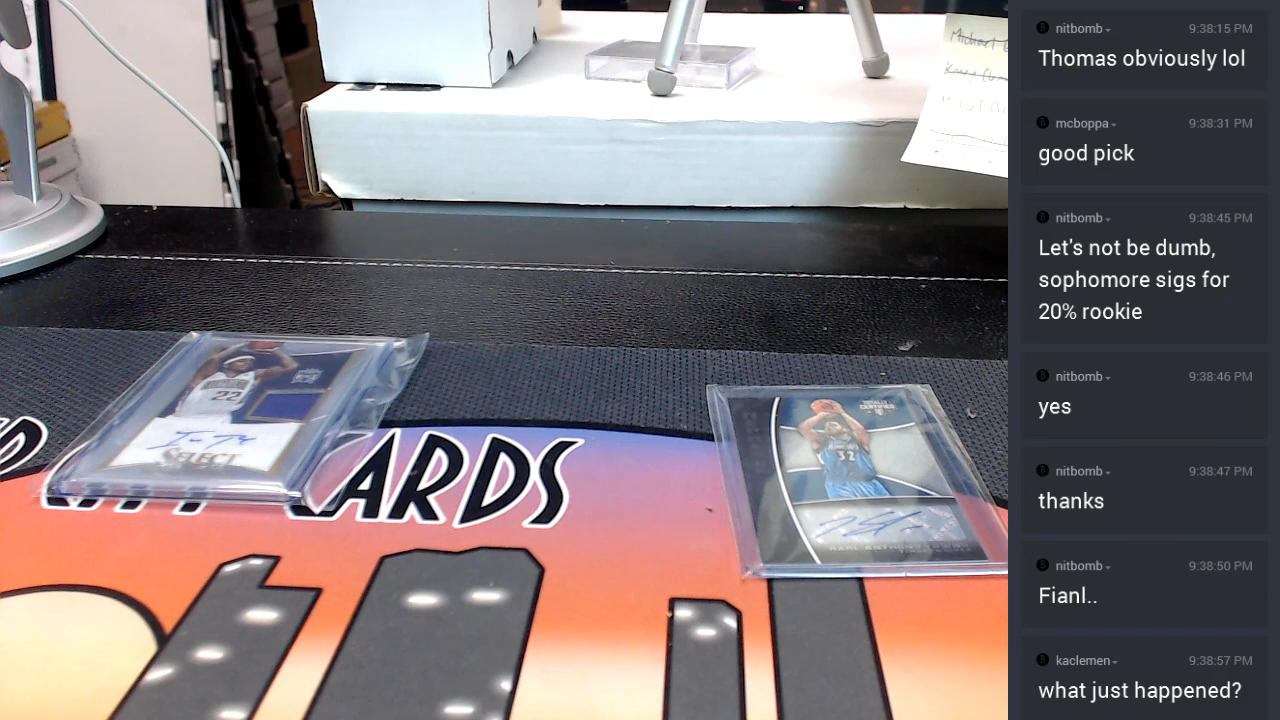 22
SELECT
ARDS
TOTALLY
CERTIFIED
32
nitbomb
9:38:15 PM
Thomas obviously lol
mcboppa
9:38:31 PM
good pick
nitbomb
9:38:45 PM
Let's not be dumb,
sophomore sigs for
20% rookie
nitbomb
9:38:46 PM
yes
nitbomb
9:38:47 PM
thanks
nitbomb
9:38:50 PM
Fianl..
kaclemen
9:38:57 PM
what just happened?